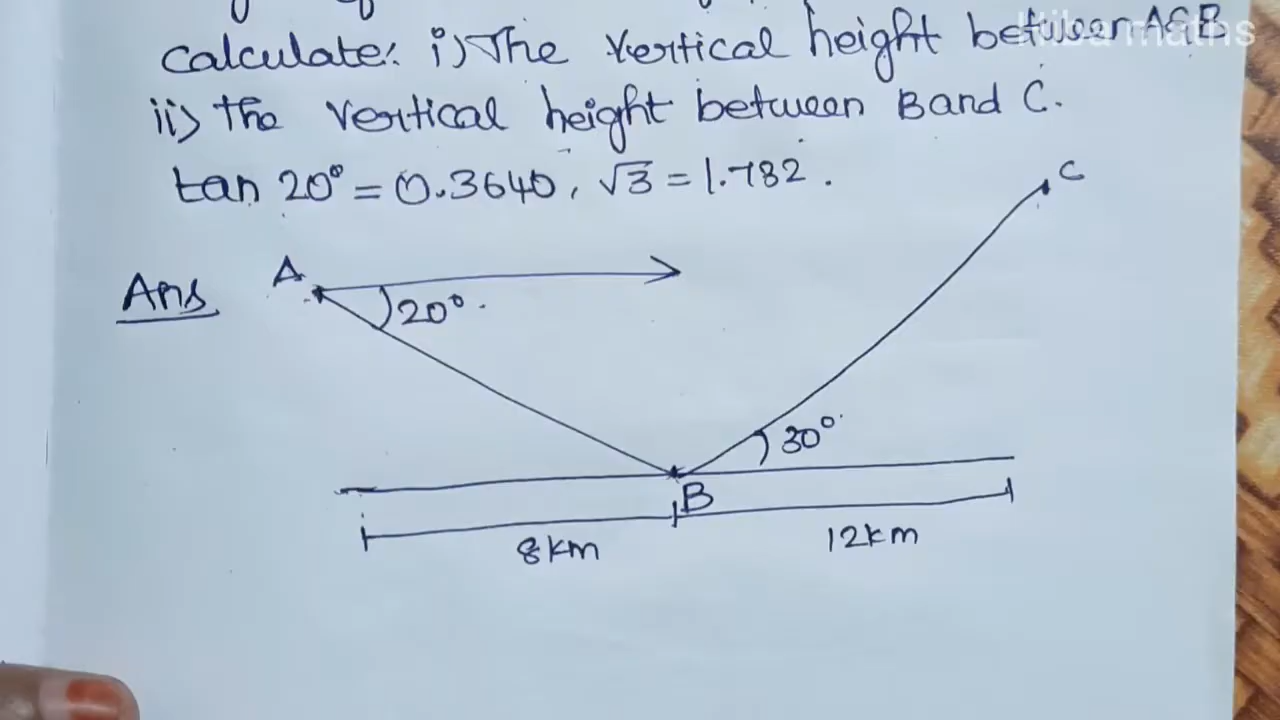 calculate: i) The vertical height between A&B
ii) The vertical height between B and C.
tan 20° = 0.3640, √3 = 1.732.
Ans
A
C
20°.
30°
B
8km
12km